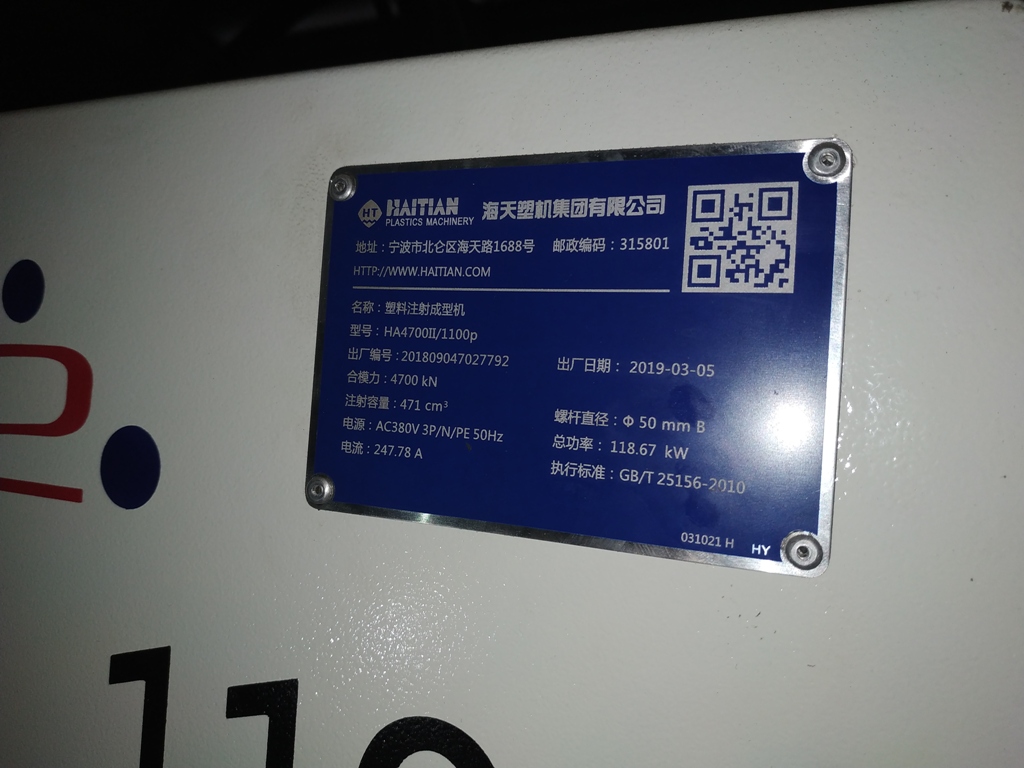 HT HAITIAN 海天塑机集团有限公司
PLASTICS MACHINERY
地址：宁波市北仑区海天路1688号 邮政编码：315801
HTTP://WWW.HAITIAN.COM
名称：塑料注射成型机
型号：HA4700II/1100p
出厂编号：201809047027792 出厂日期：2019-03-05
合模力：4700 kN
注射容量：471 cm³ 螺杆直径：Φ 50 mm B
电源：AC380V 3P/N/PE 50Hz 总功率：118.67 kW
电流：247.78 A 执行标准：GB/T 25156-2010
031021 H HY